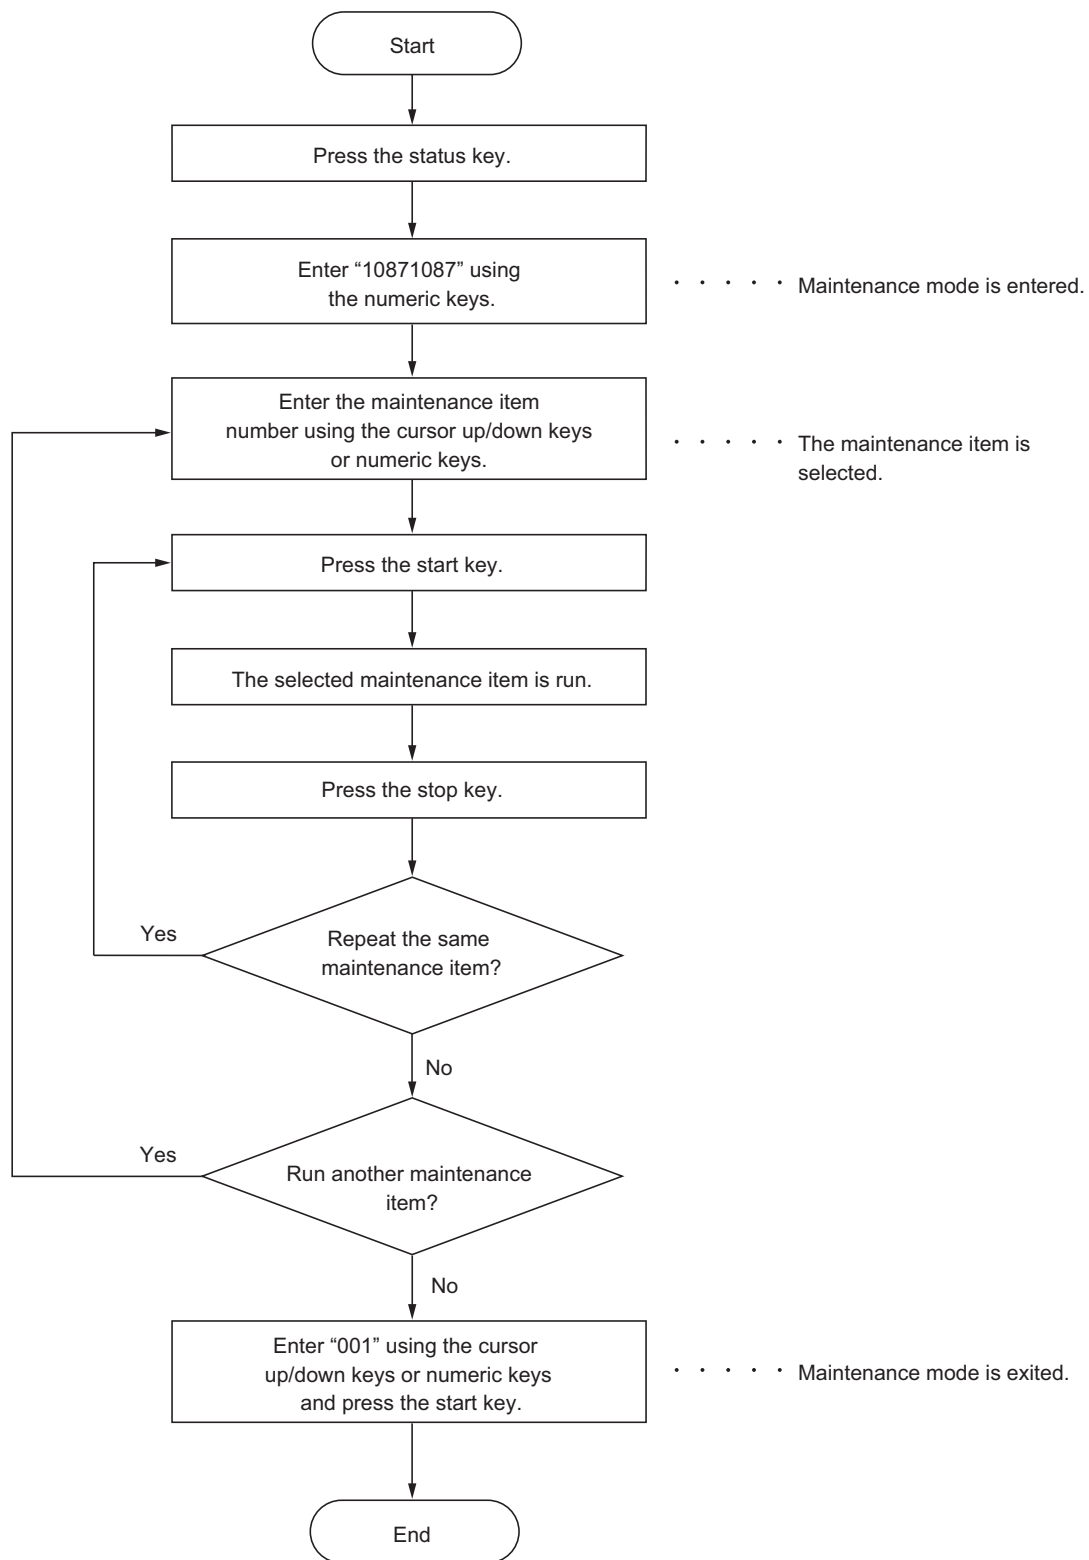 Start
Press the status key.
Enter “10871087” using
the numeric keys.
Maintenance mode is entered.
Enter the maintenance item
number using the cursor up/down keys
or numeric keys.
The maintenance item is
selected.
Press the start key.
The selected maintenance item is run.
Press the stop key.
Yes
Repeat the same
maintenance item?
No
Yes
Run another maintenance
item?
No
Enter “001” using the cursor
up/down keys or numeric keys
and press the start key.
Maintenance mode is exited.
End